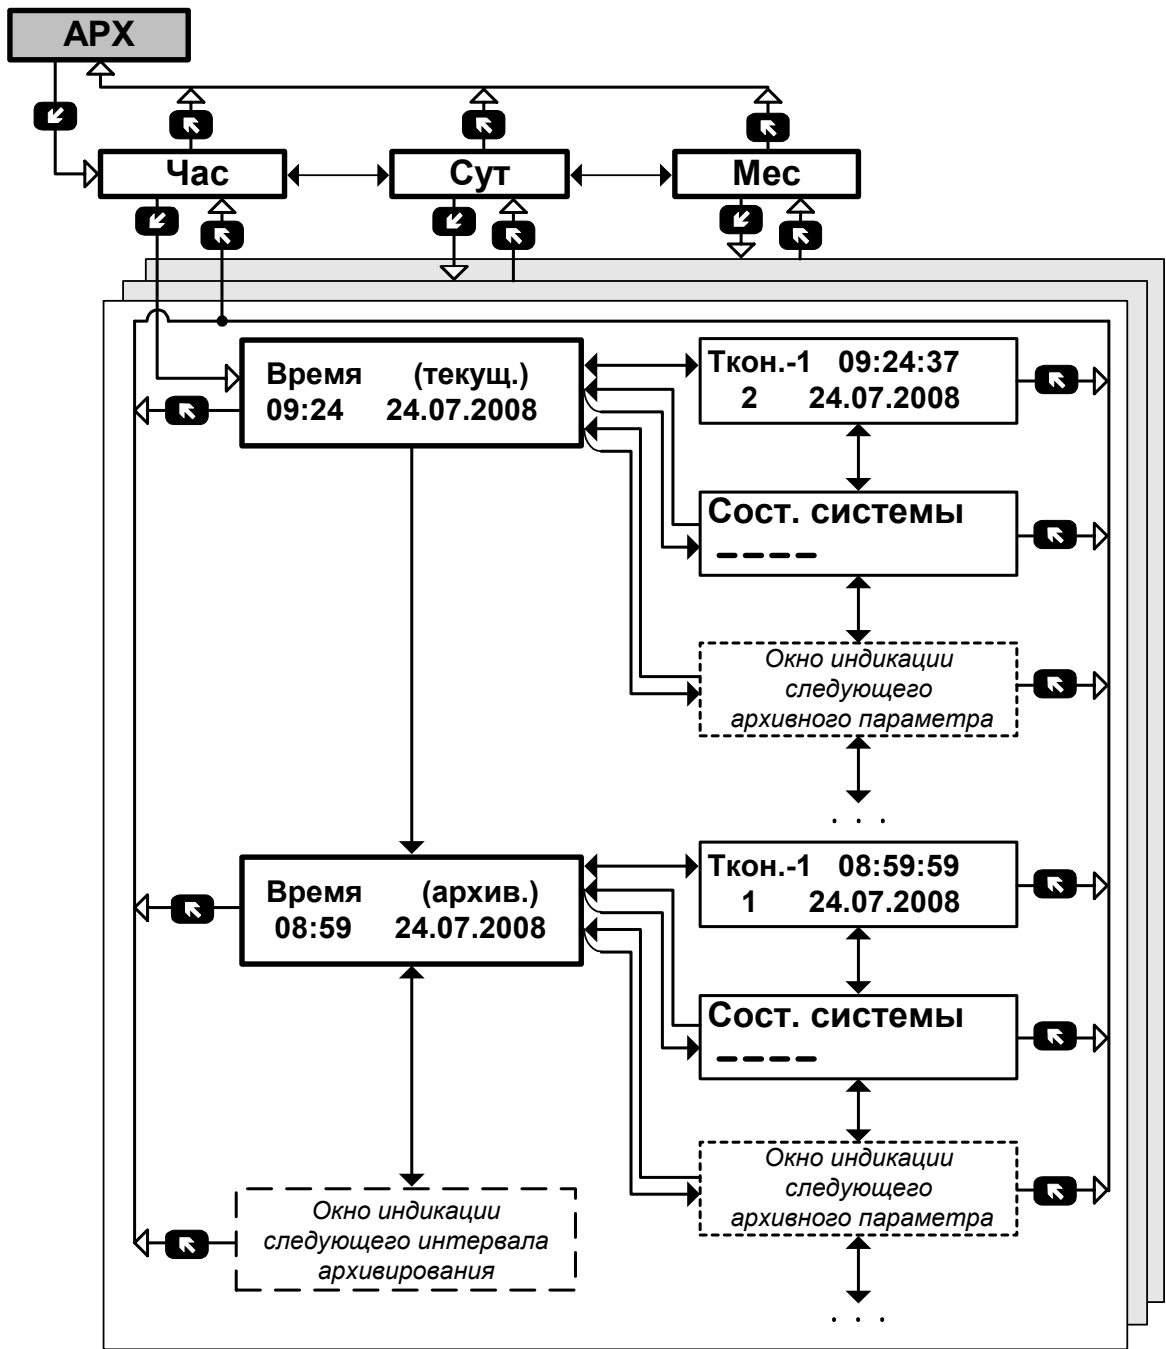 АРХ
Час
Сут
Мес
Время (текущ.)
09:24 24.07.2008
Ткон.-1 09:24:37
2 24.07.2008
Сост. системы
– – – –
Окно индикации
следующего
архивного параметра
. . .
Время (архив.)
08:59 24.07.2008
Ткон.-1 08:59:59
1 24.07.2008
Сост. системы
– – – –
Окно индикации
следующего
архивного параметра
. . .
Окно индикации
следующего интервала
архивирования